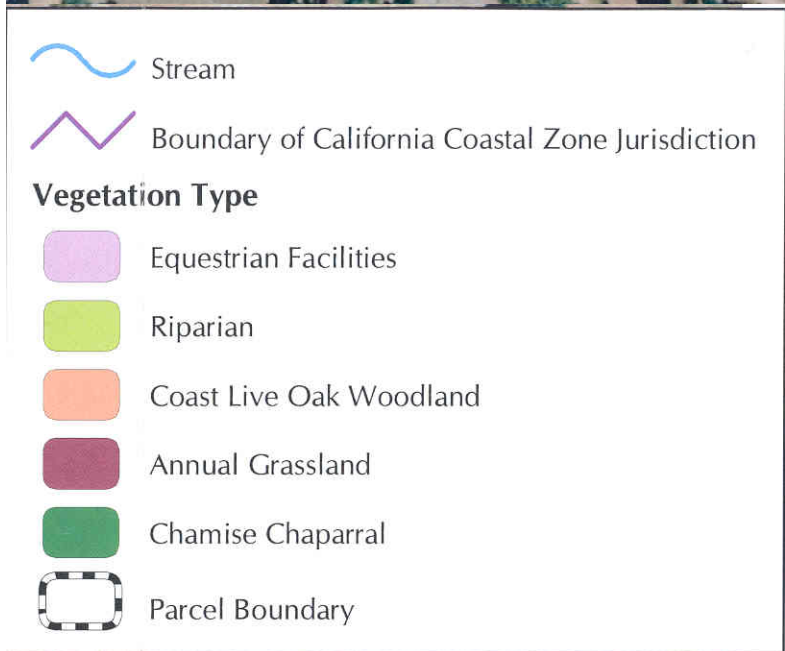 Stream
Boundary of California Coastal Zone Jurisdiction
Vegetation Type
Equestrian Facilities
Riparian
Coast Live Oak Woodland
Annual Grassland
Chamise Chaparral
Parcel Boundary